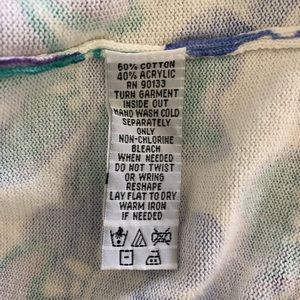 60% COTTON
40% ACRYLIC
RN 90133
TURN GARMENT
INSIDE OUT
HAND WASH COLD
SEPARATELY
ONLY
NON-CHLORINE
BLEACH
WHEN NEEDED
DO NOT TWIST
OR WRING
RESHAPE
LAY FLAT TO DRY
WARM IRON
IF NEEDED